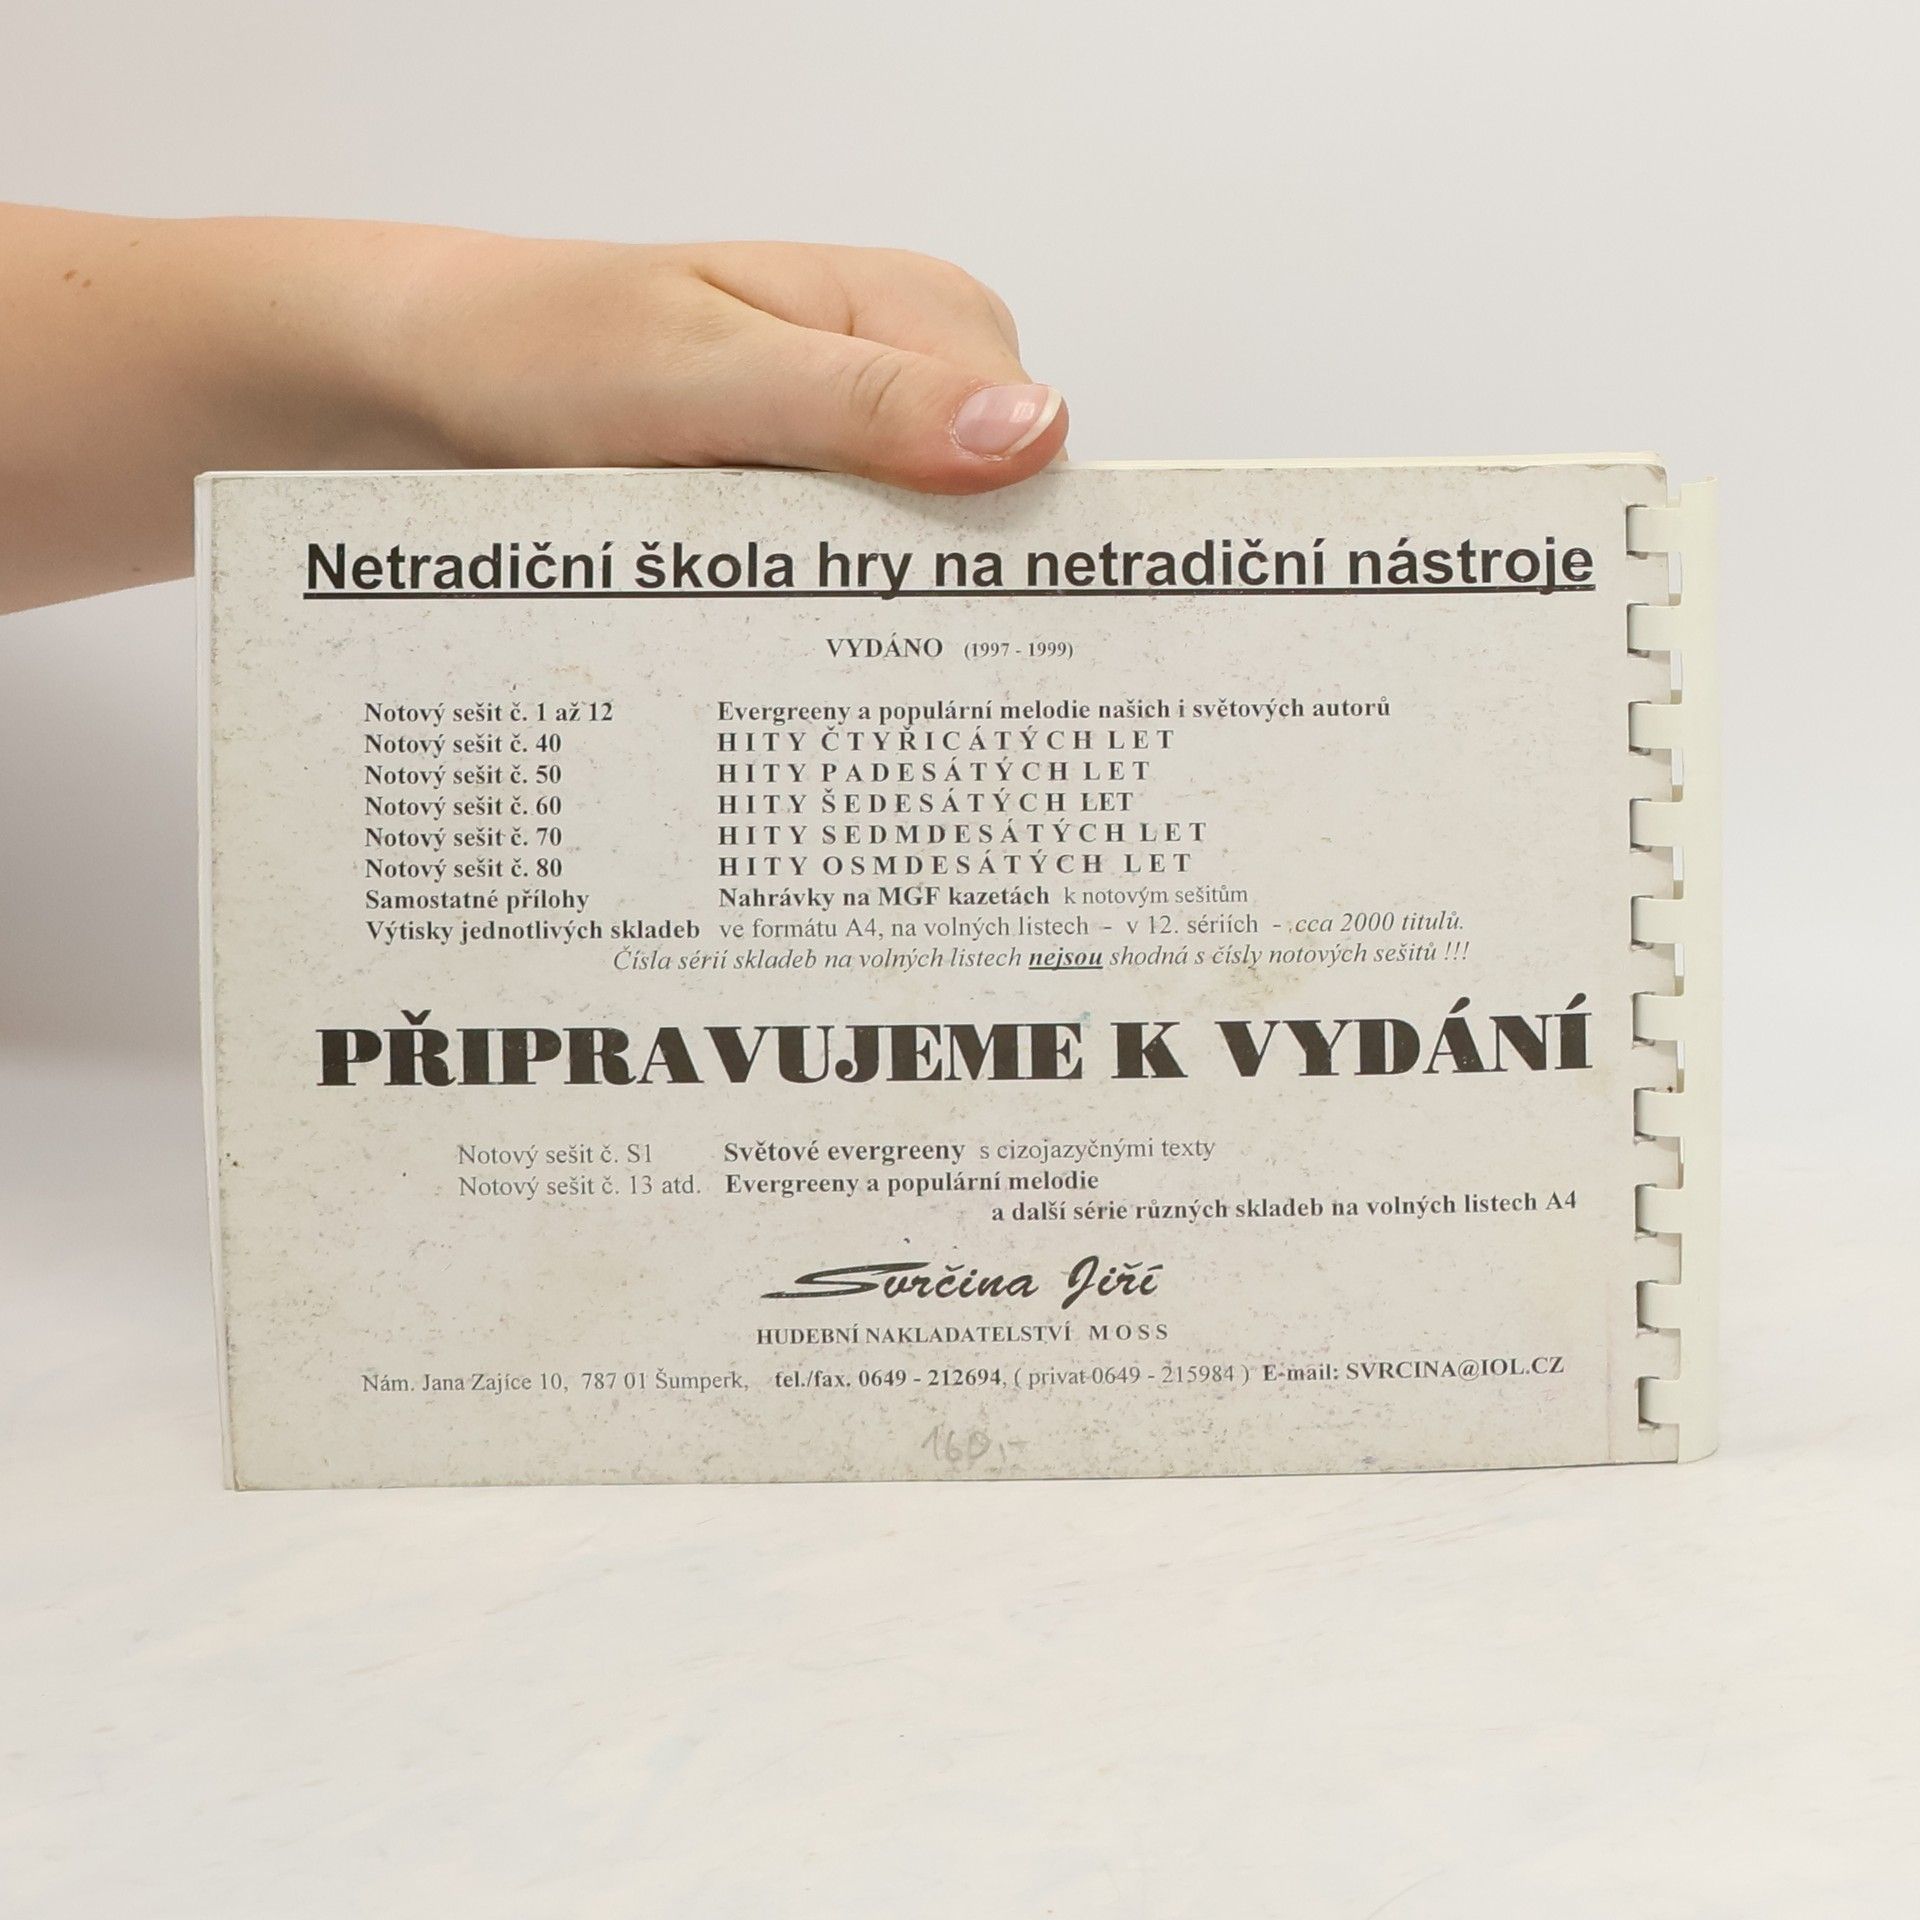 Netradiční škola hry na netradiční nástroje
VYDÁNO (1997 - 1999)
Notový sešit č. 1 až 12 Evergreeny a populární melodie našich i světových autorů
Notový sešit č. 40 HITY ČTYŘICÁTÝCH LET
Notový sešit č. 50 HITY PADESÁTÝCH LET
Notový sešit č. 60 HITY ŠEDESÁTÝCH LET
Notový sešit č. 70 HITY SEDMDESÁTÝCH LET
Notový sešit č. 80 HITY OSMDESÁTÝCH LET
Samostatné přílohy Nahrávky na MGF kazetách k notovým sešitům
Výtisky jednotlivých skladeb ve formátu A4, na volných listech – v 12. sériích - cca 2000 titulů.
Čísla sérií skladeb na volných listech nejsou shodná s čísly notových sešitů !!!
PŘIPRAVUJEME K VYDÁNÍ
Notový sešit č. S1 Světové evergreeny s cizojazyčnými texty
Notový sešit č. 13 atd. Evergreeny a populární melodie
a další série různých skladeb na volných listech A4
Svrčina Jiří
HUDEBNÍ NAKLADATELSTVÍ MOSS
Nám. Jana Zajíce 10, 787 01 Šumperk, tel./fax. 0649 - 212694, ( privat 0649 - 215984 ) E-mail: SVRCINA@IOL.CZ
160,-